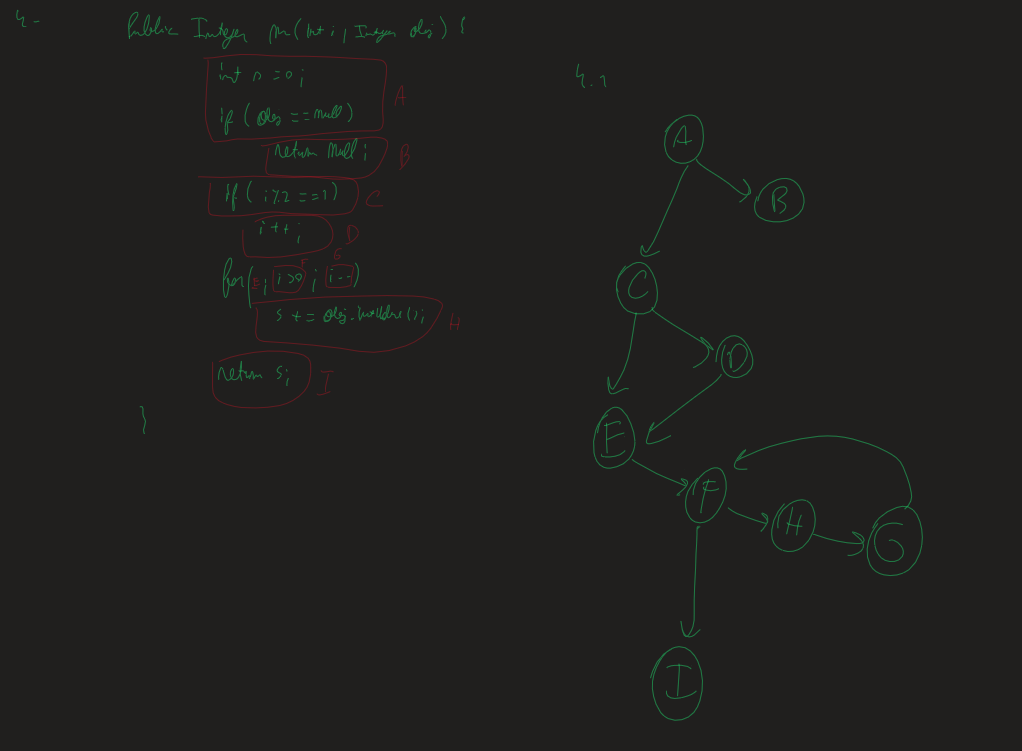 4-
Public Integer m(int i, Integer obj) {
int s = 0;
if (obj == null)
A
return null;
B
if (i%2 == 1)
C
i++;
D
for(; i>0; i--)
E
F
G
s += obj.intValue();
H
return s;
I
}
4.1
A
B
C
D
E
F
H
G
I